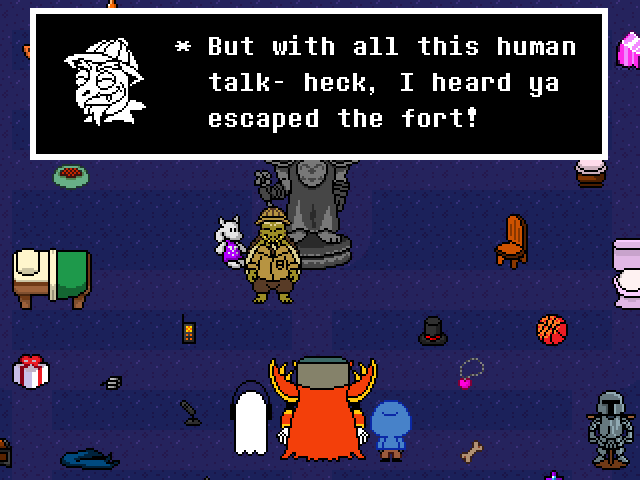 * But with all this human
talk- heck, I heard ya
escaped the fort!